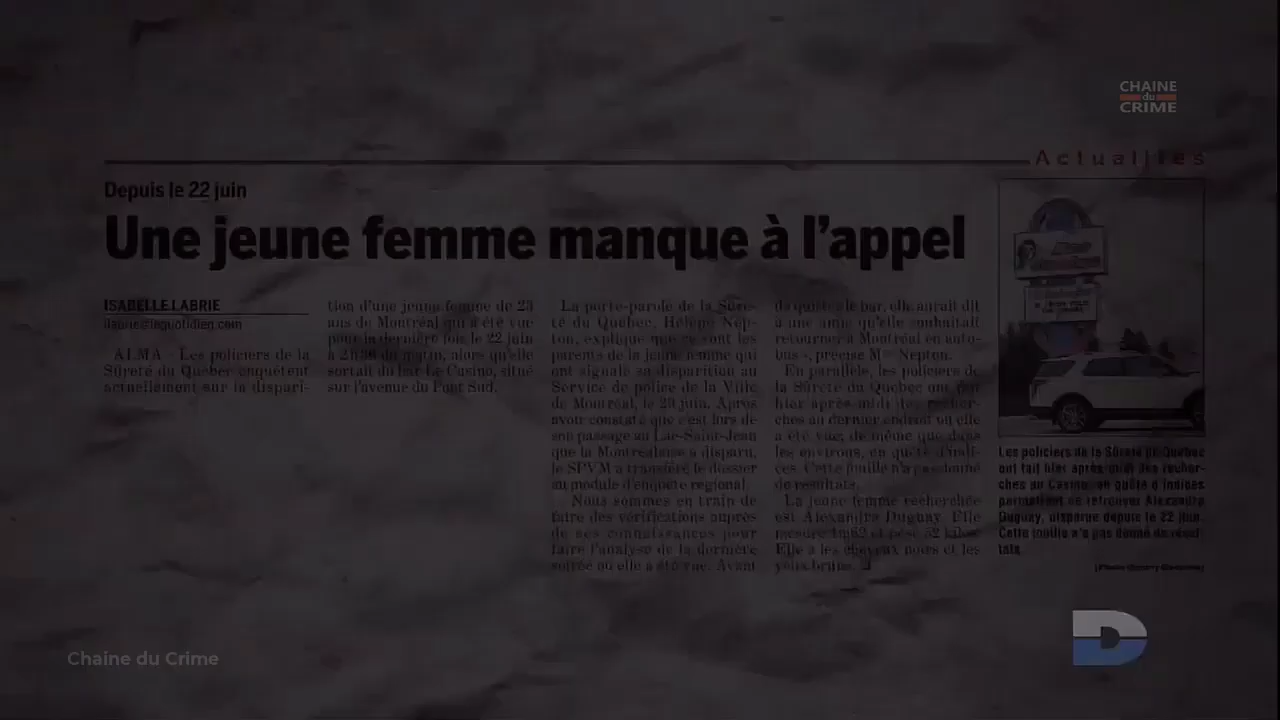 CHAINE
du
CRIME
Actualités
Depuis le 22 juin
Une jeune femme manque à l'appel
ISABELLE LABRIE
ilabrie@lequotidien.com
ALMA - Les policiers de la
Sûreté du Québec enquêtent
actuellement sur la dispari-
tion d'une jeune femme de 23
ans de Montréal qui a été vue
pour la dernière fois le 22 juin
du matin, alors qu'elle
sortait du bar Le Casino, situé
sur l'avenue du Pont Sud.
La porte-parole de la Sûre-
té du Québec, Hélène Nep-
ton, explique que ce sont les
parents de la jeune femme qui
ont signalé sa disparition au
Service de police de la Ville
de Montréal, le 29 juin. Après
avoir constaté que c'est lors de
son passage au Lac-Saint-Jean
que la Montréalaise a disparu,
le SPVM a transféré le dossier
au module d'enquête régional.
Nous sommes en train de
faire des vérifications auprès
de ses connaissances pour
faire l'analyse de la dernière
soirée où elle a été vue. Avant
de quitter le bar, elle aurait dit
à une amie qu'elle souhaitait
retourner à Montréal en auto-
bus », précise Mme Nepton.
En parallèle, les policiers de
la Sûreté du Québec ont fait
hier après-midi des recher-
ches au dernier endroit où elle
a été vue, de même que dans
les environs, en quête d'indi-
ces. Cette fouille n'a pas donné
de résultats.
La jeune femme recherchée
est Alexandra Duguay. Elle
mesure 1m62 et pèse 52 kilos.
Elle a les cheveux noirs et les
yeux bruns.
Les policiers de la Sûreté du Québec
ont fait hier après-midi des recher-
ches au Casino, en quête d'indices
permettant de retrouver Alexandra
Duguay, disparue depuis le 22 juin.
Cette fouille n'a pas donné de résul-
tats.
Chaine du Crime
D